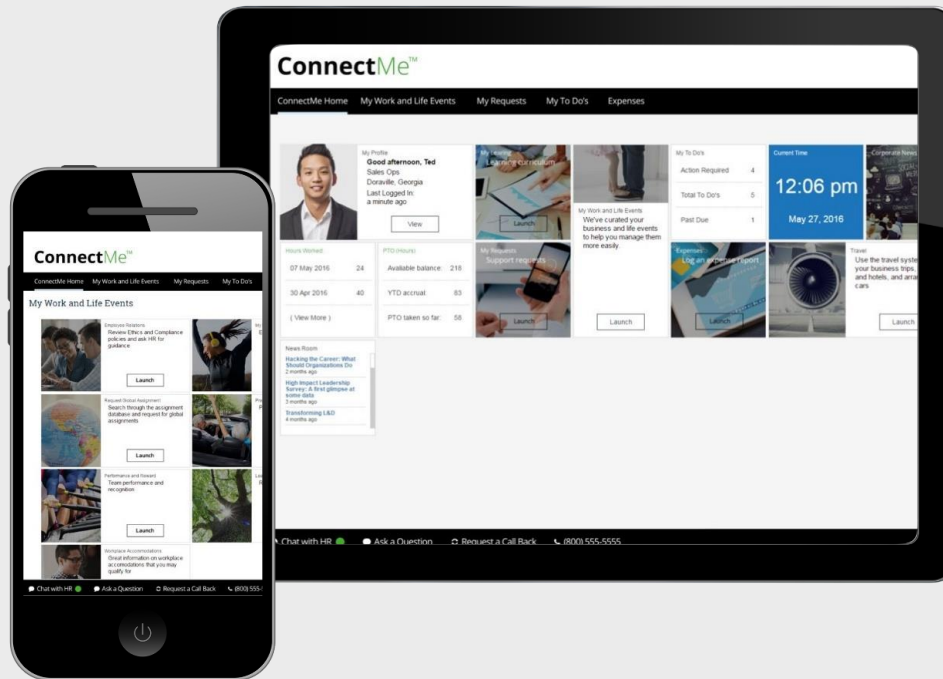 ConnectMe™
ConnectMe Home My Work and Life Events My Requests My To Do's Expenses
My Profile
Good afternoon, Ted
Sales Ops
Doraville, Georgia
Last Logged In:
a minute ago
View
Learning curriculum
Launch
My Work and Life Events
We've curated your
business and life events
to help you manage them
more easily.
Launch
My To Do's
Action Required 4
Total To Do's 5
Past Due 1
Current Time
12:06 pm
May 27, 2016
Corporate News
Hours Worked
07 May 2016 24
30 Apr 2016 40
( View More )
PTO (Hours)
Available balance 218
YTD accrual 83
PTO taken so far: 58
My Requests
Support requests
Launch
Expenses
Log an expense report
Launch
Travel
Use the travel syste
your business trips,
and hotels, and arra
cars
Launch
News Room
Hacking the Career: What
Should Organizations Do
2 months ago
High Impact Leadership
Survey: A first glimpse at
some data
3 months ago
Transforming L&D
4 months ago
Chat with HR Ask a Question Request a Call Back (800) 555-5555
ConnectMe™
ConnectMe Home My Work and Life Events My Requests My To Do's
My Work and Life Events
Employee Relations
Review Ethics and Compliance
policies and ask HR for
guidance
Launch
Request Global Assignment
Search through the assignment
database and request for global
assignments
Launch
Performance and Reward
Team performance and
recognition
Launch
Workplace Accommodations
Great information on workplace
accomodations that you may
qualify for
Chat with HR Ask a Question Request a Call Back (800) 555-